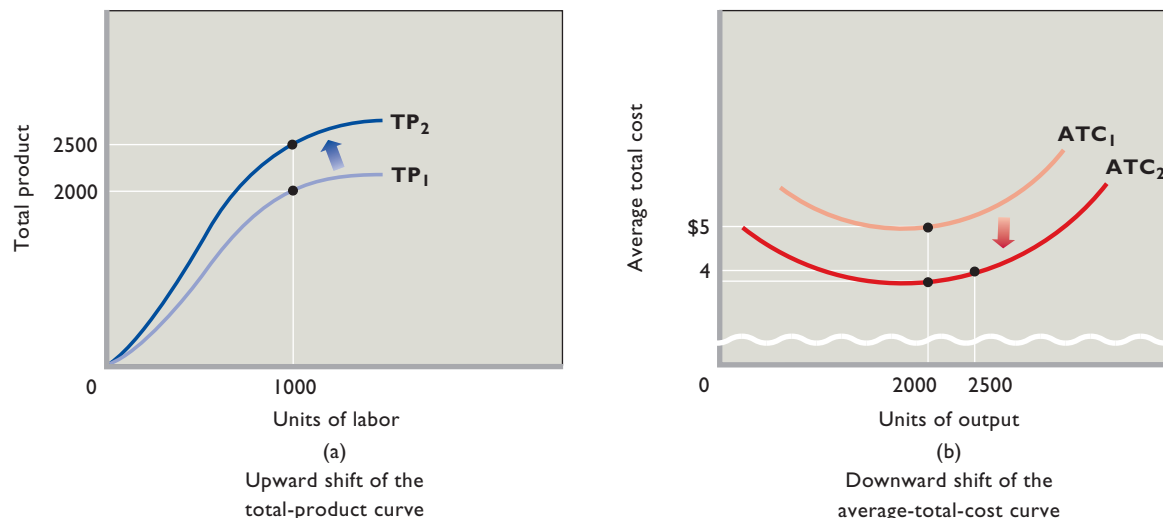 Total product
2500
2000
TP2
TP1
0
1000
Units of labor
(a)
Upward shift of the
total-product curve
Average total cost
$5
4
ATC1
ATC2
0
2000
2500
Units of output
(b)
Downward shift of the
average-total-cost curve